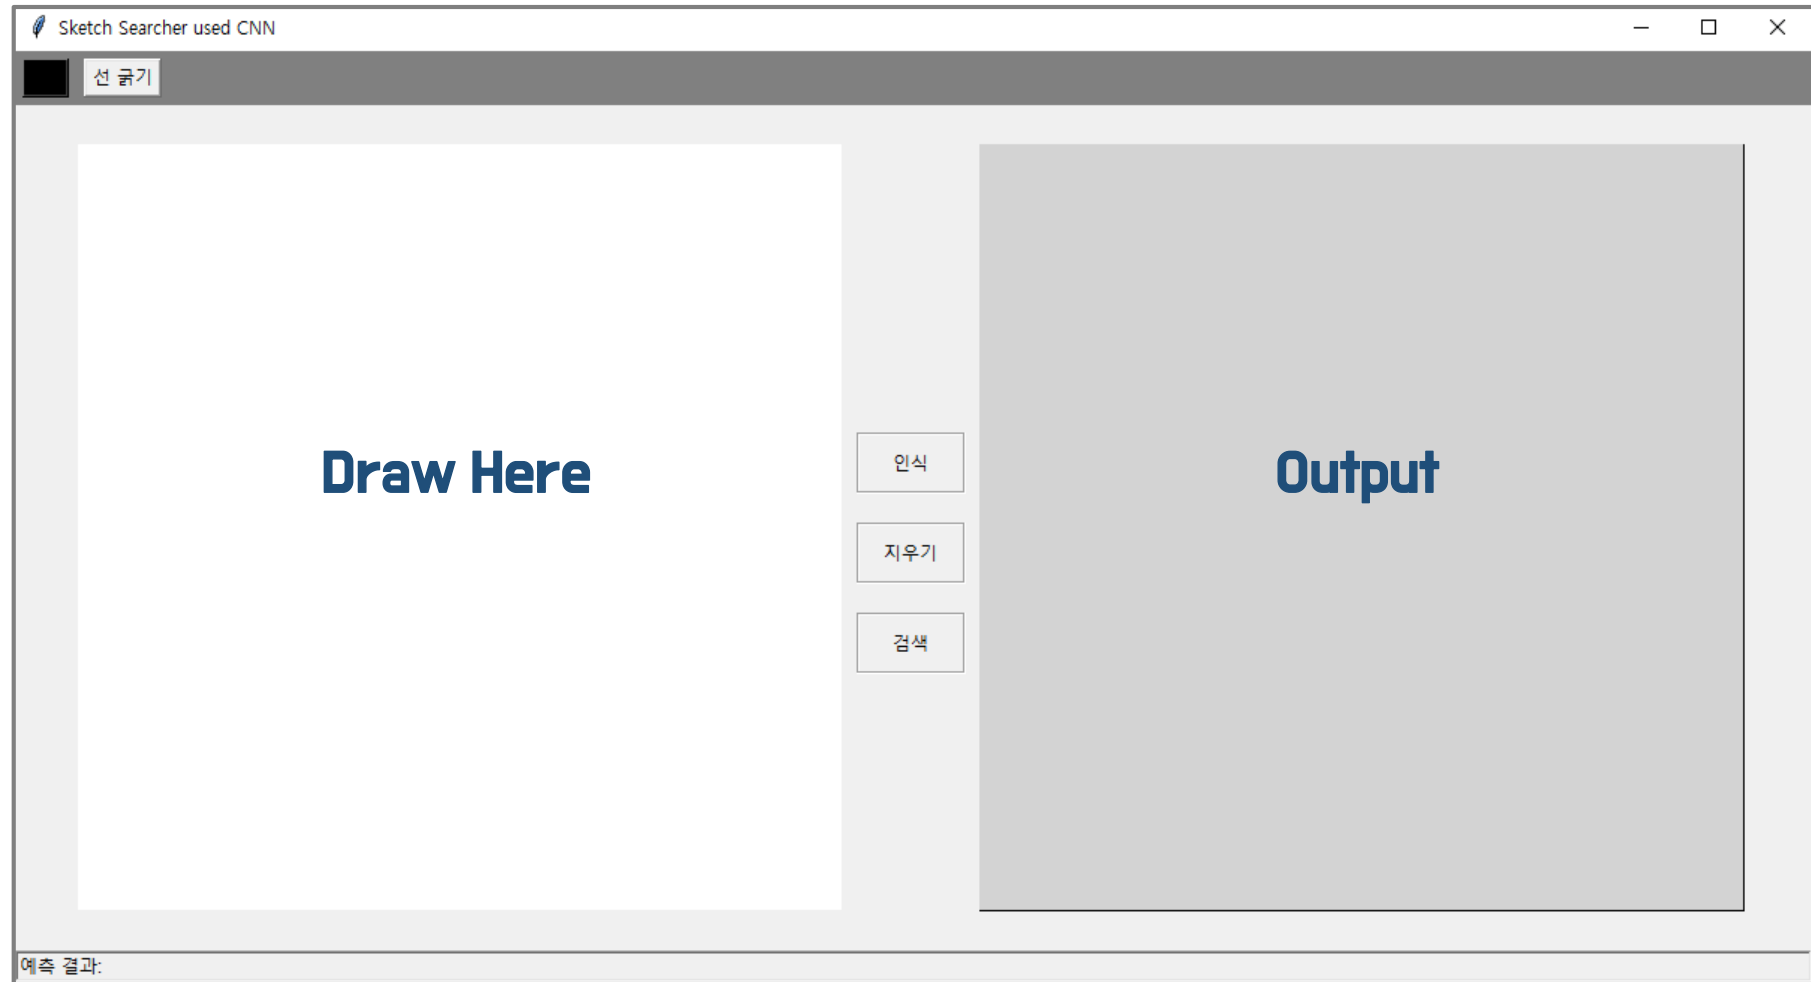 Sketch Searcher used CNN
선 굵기
Draw Here
인식
지우기
검색
Output
예측 결과: